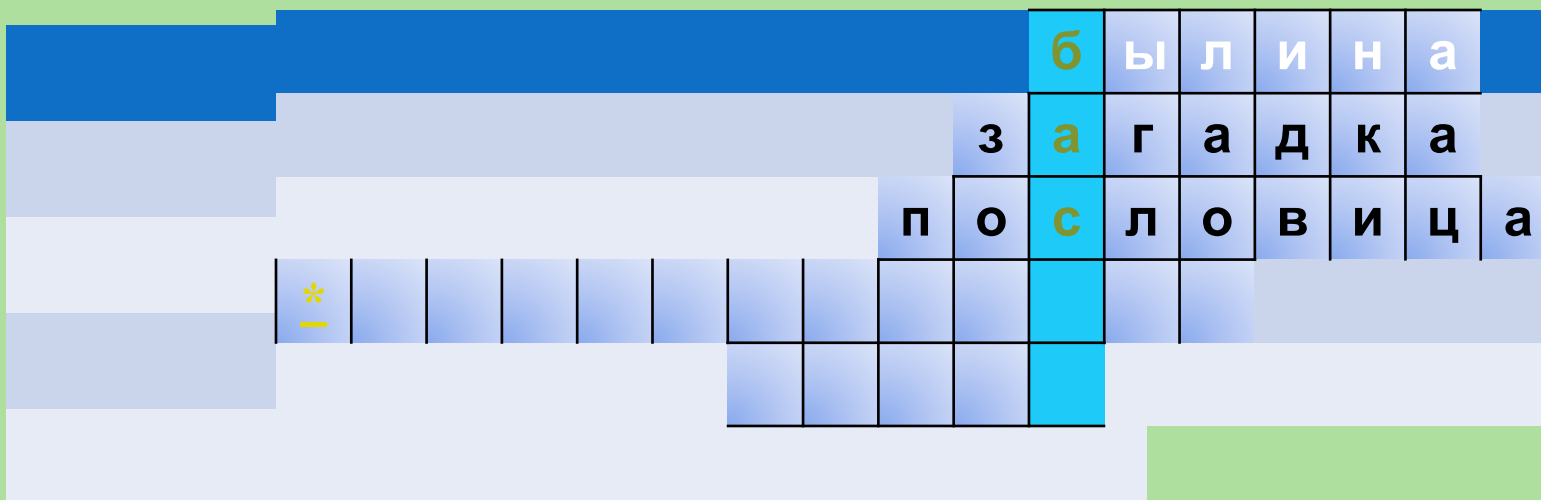 былина
загадка
пословица
*